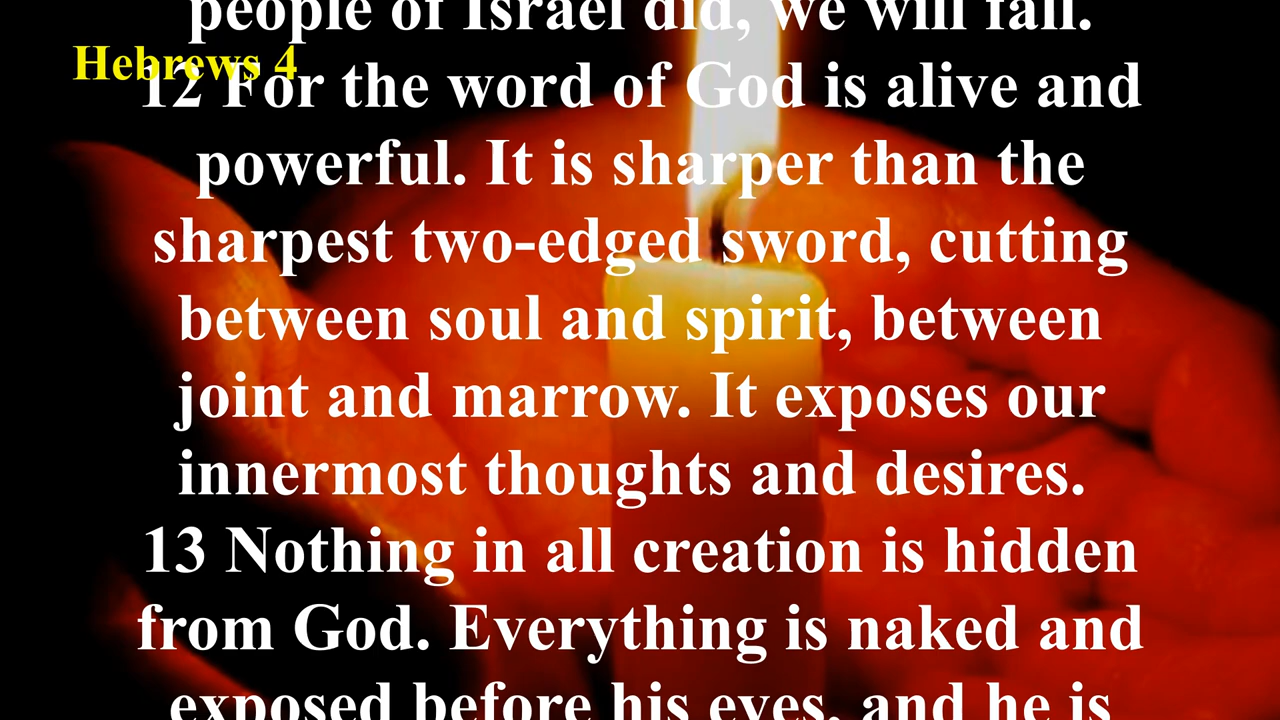 people of Israel did, we will fall.
Hebrews 4
12 For the word of God is alive and
powerful. It is sharper than the
sharpest two-edged sword, cutting
between soul and spirit, between
joint and marrow. It exposes our
innermost thoughts and desires.
13 Nothing in all creation is hidden
from God. Everything is naked and
exposed before his eyes, and he is